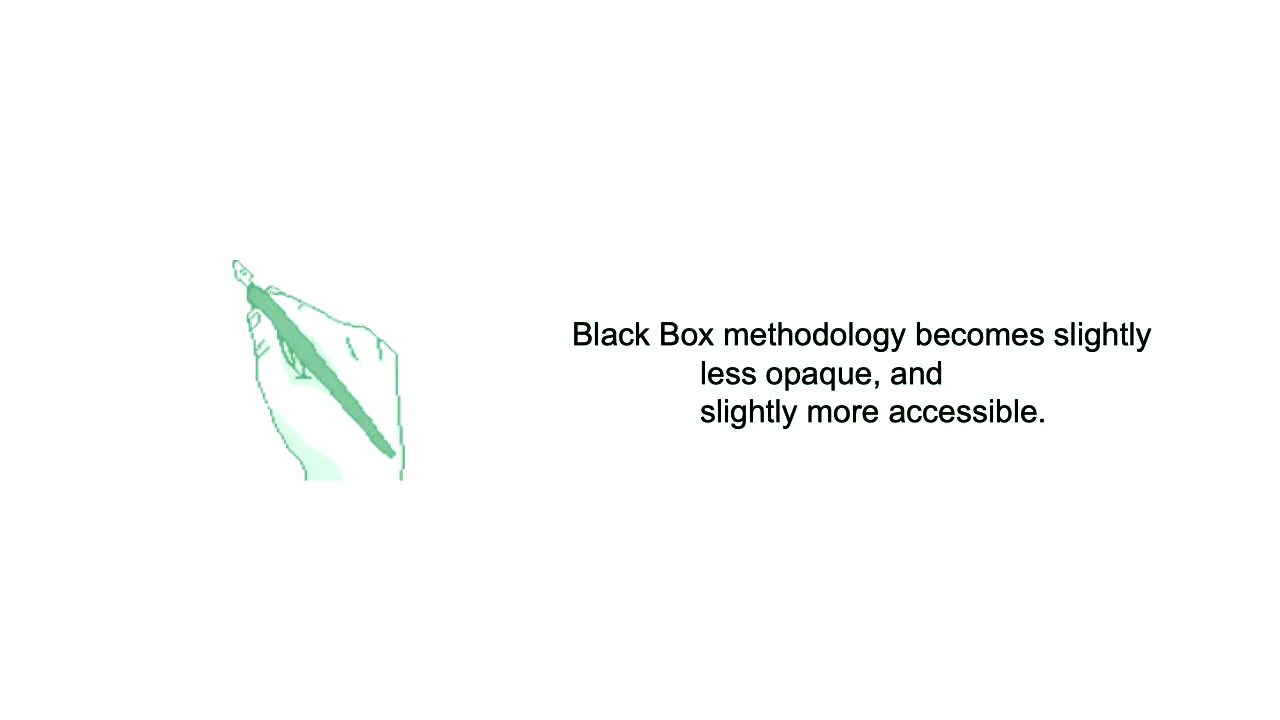 Black Box methodology becomes slightly
less opaque, and
slightly more accessible.